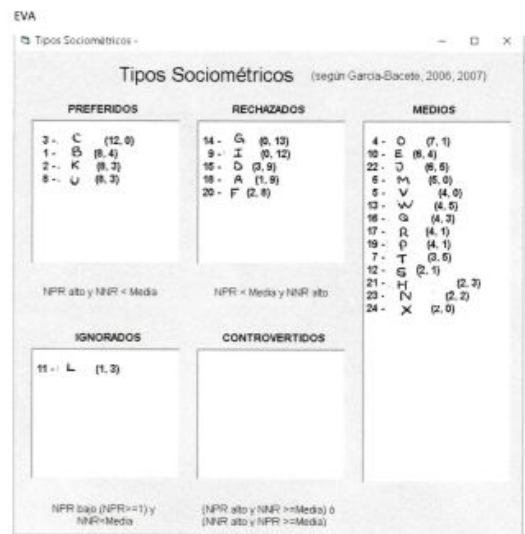 EVA
Tipos Sociométricos -
Tipos Sociométricos (según García-Bacete, 2006, 2007)
PREFERIDOS
3 -. C (12, 0)
1 - B (8, 4)
2 -. K (8, 3)
8 -. U (8, 3)
NPR alto y NNR < Media
RECHAZADOS
14 - G (0, 13)
9 - I (0, 12)
15 - D (3, 9)
18 - A (1, 9)
20 - F (2, 8)
NPR < Media y NNR alto
MEDIOS
4 - O (7, 1)
10 - E (6, 4)
22 - J (6, 5)
6 - M (5, 0)
5 - V (4, 0)
13 - W (4, 5)
16 - Q (4, 3)
17 - R (4, 1)
19 - P (4, 1)
7 - T (3, 5)
12 - S (2, 1)
21 - H (2, 3)
23 - N (2, 2)
24 - X (2, 0)
IGNORADOS
11 - L (1, 3)
NPR bajo (NPR>=1) y
NNR<Media
CONTROVERTIDOS
(NPR alto y NNR >=Media) ó
(NNR alto y NPR >=Media)